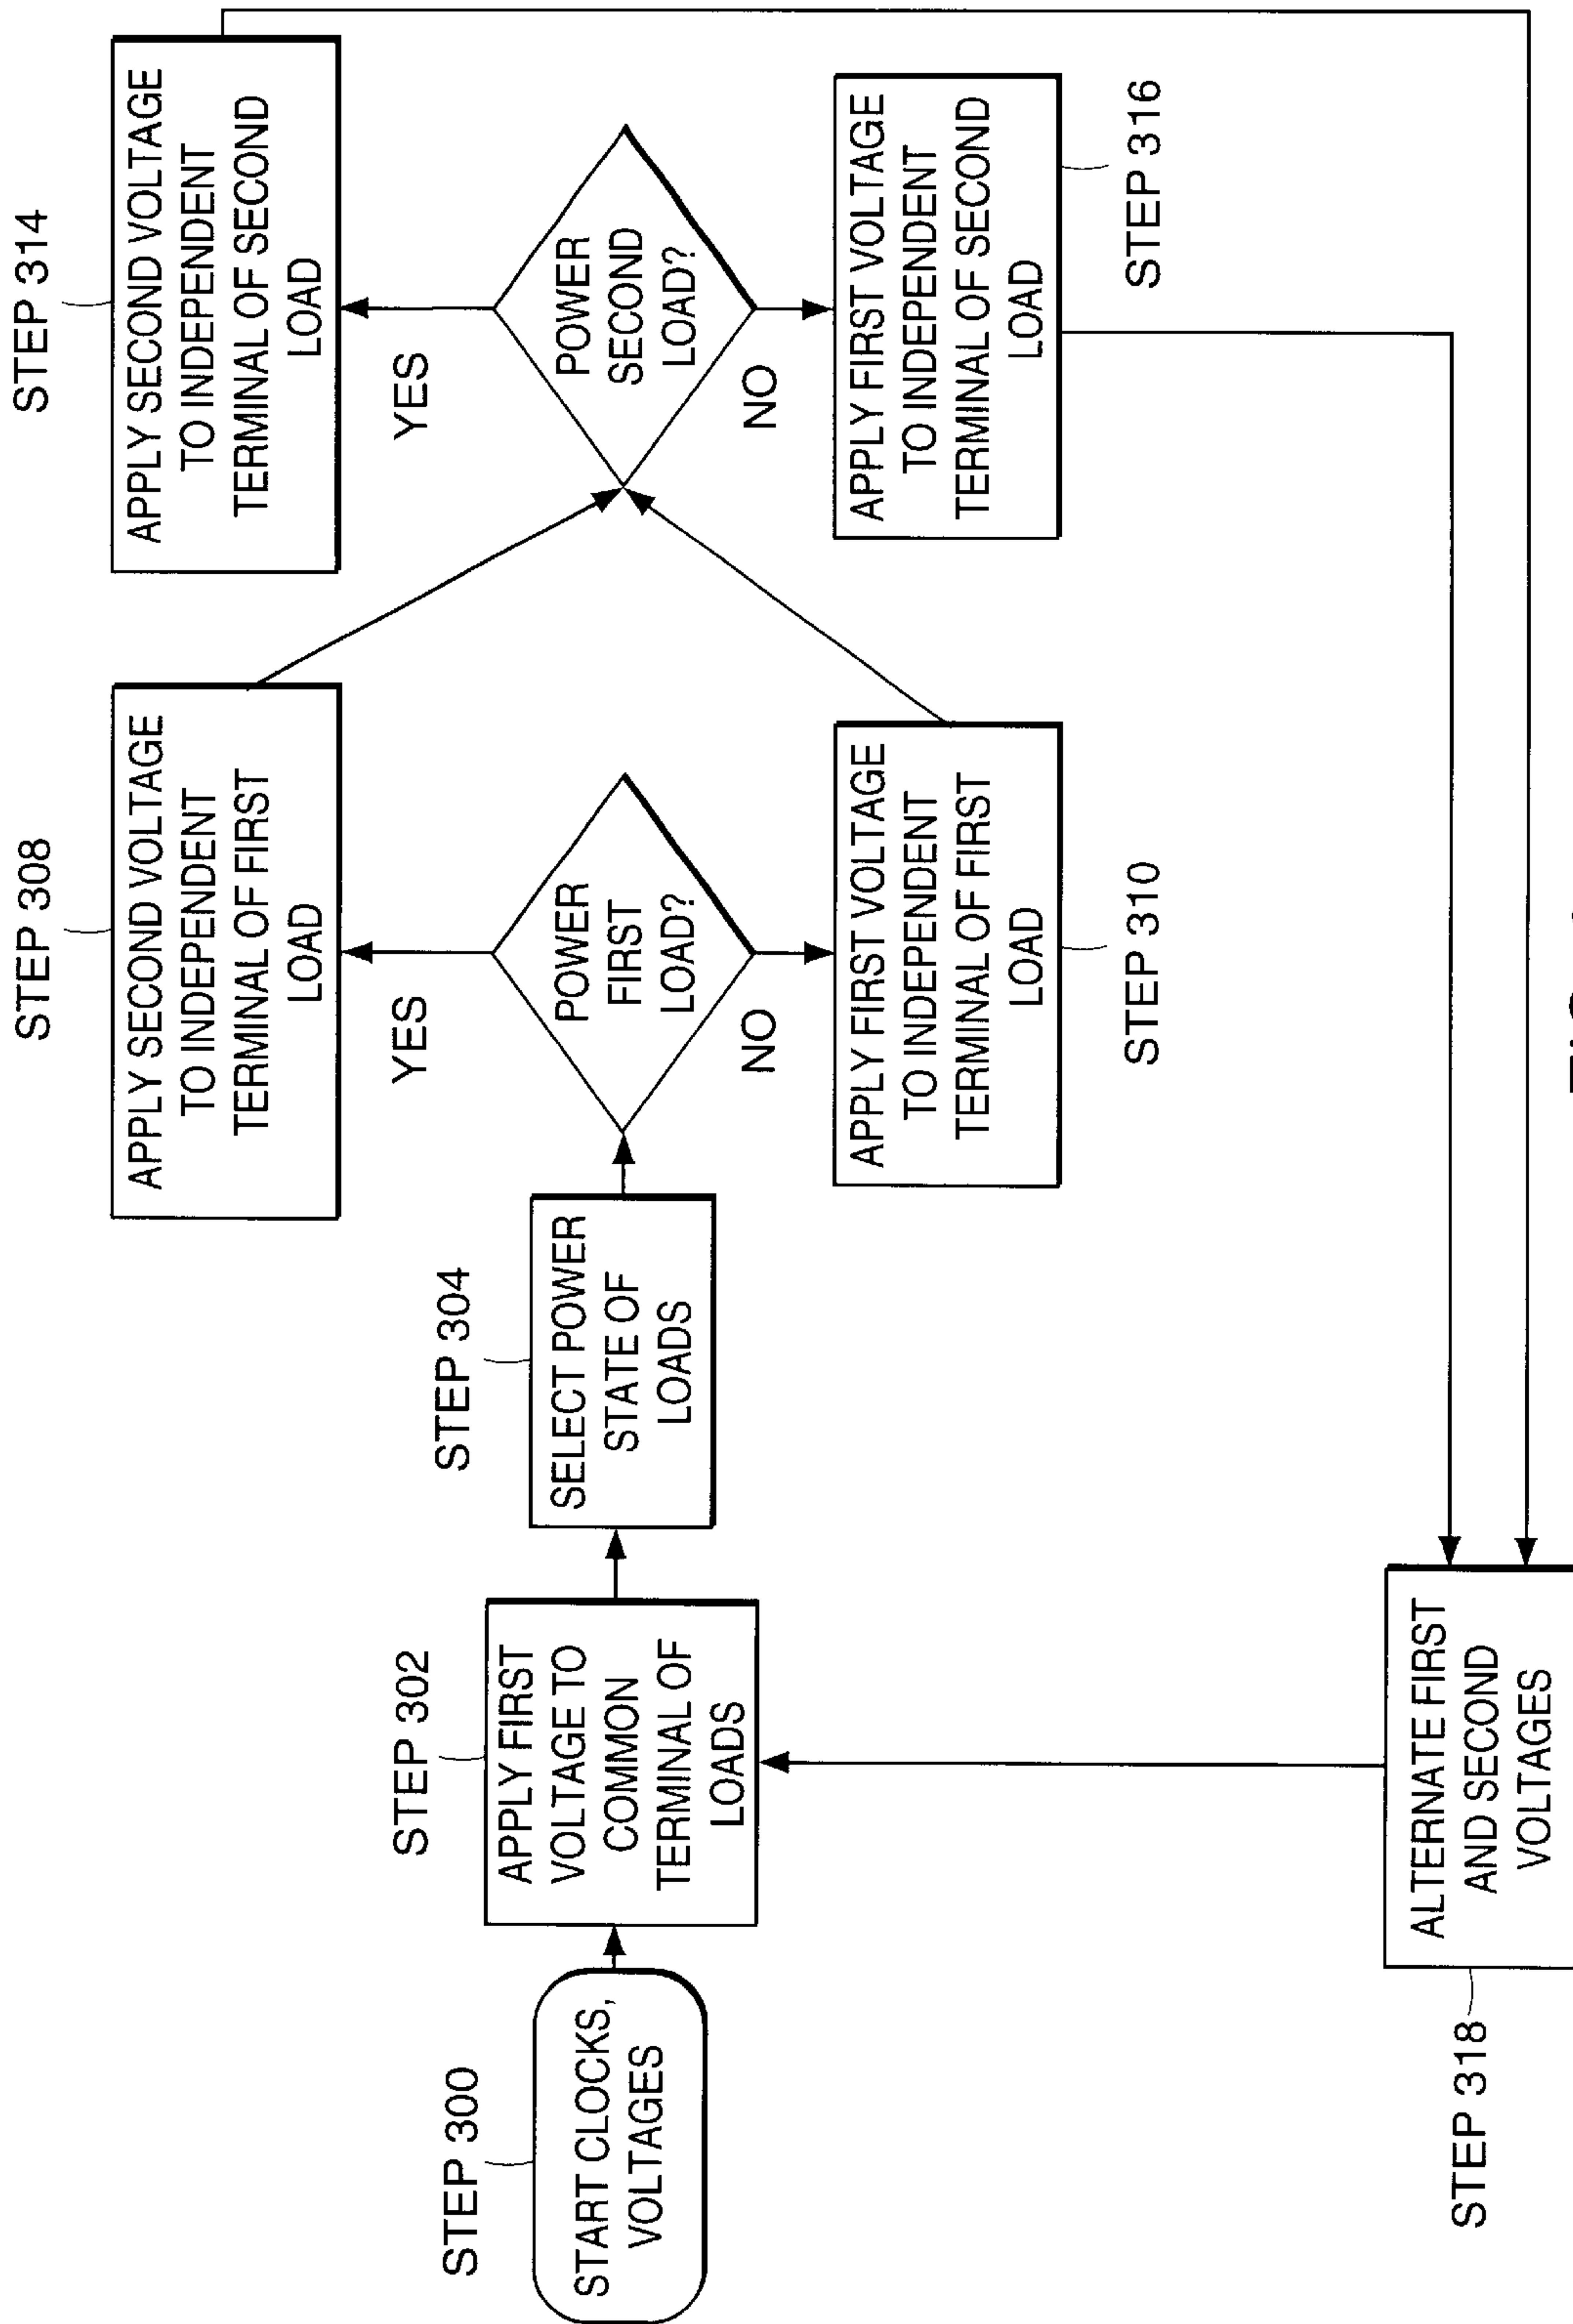 STEP 300
START CLOCKS,
VOLTAGES
STEP 302
APPLY FIRST
VOLTAGE TO
COMMON
TERMINAL OF
LOADS
STEP 304
SELECT POWER
STATE OF
LOADS
POWER
FIRST
LOAD?
YES
STEP 308
APPLY SECOND VOLTAGE
TO INDEPENDENT
TERMINAL OF FIRST
LOAD
NO
APPLY FIRST VOLTAGE
TO INDEPENDENT
TERMINAL OF FIRST
LOAD
STEP 310
POWER
SECOND
LOAD?
YES
STEP 314
APPLY SECOND VOLTAGE
TO INDEPENDENT
TERMINAL OF SECOND
LOAD
NO
APPLY FIRST VOLTAGE
TO INDEPENDENT
TERMINAL OF SECOND
LOAD
STEP 316
STEP 318
ALTERNATE FIRST
AND SECOND
VOLTAGES